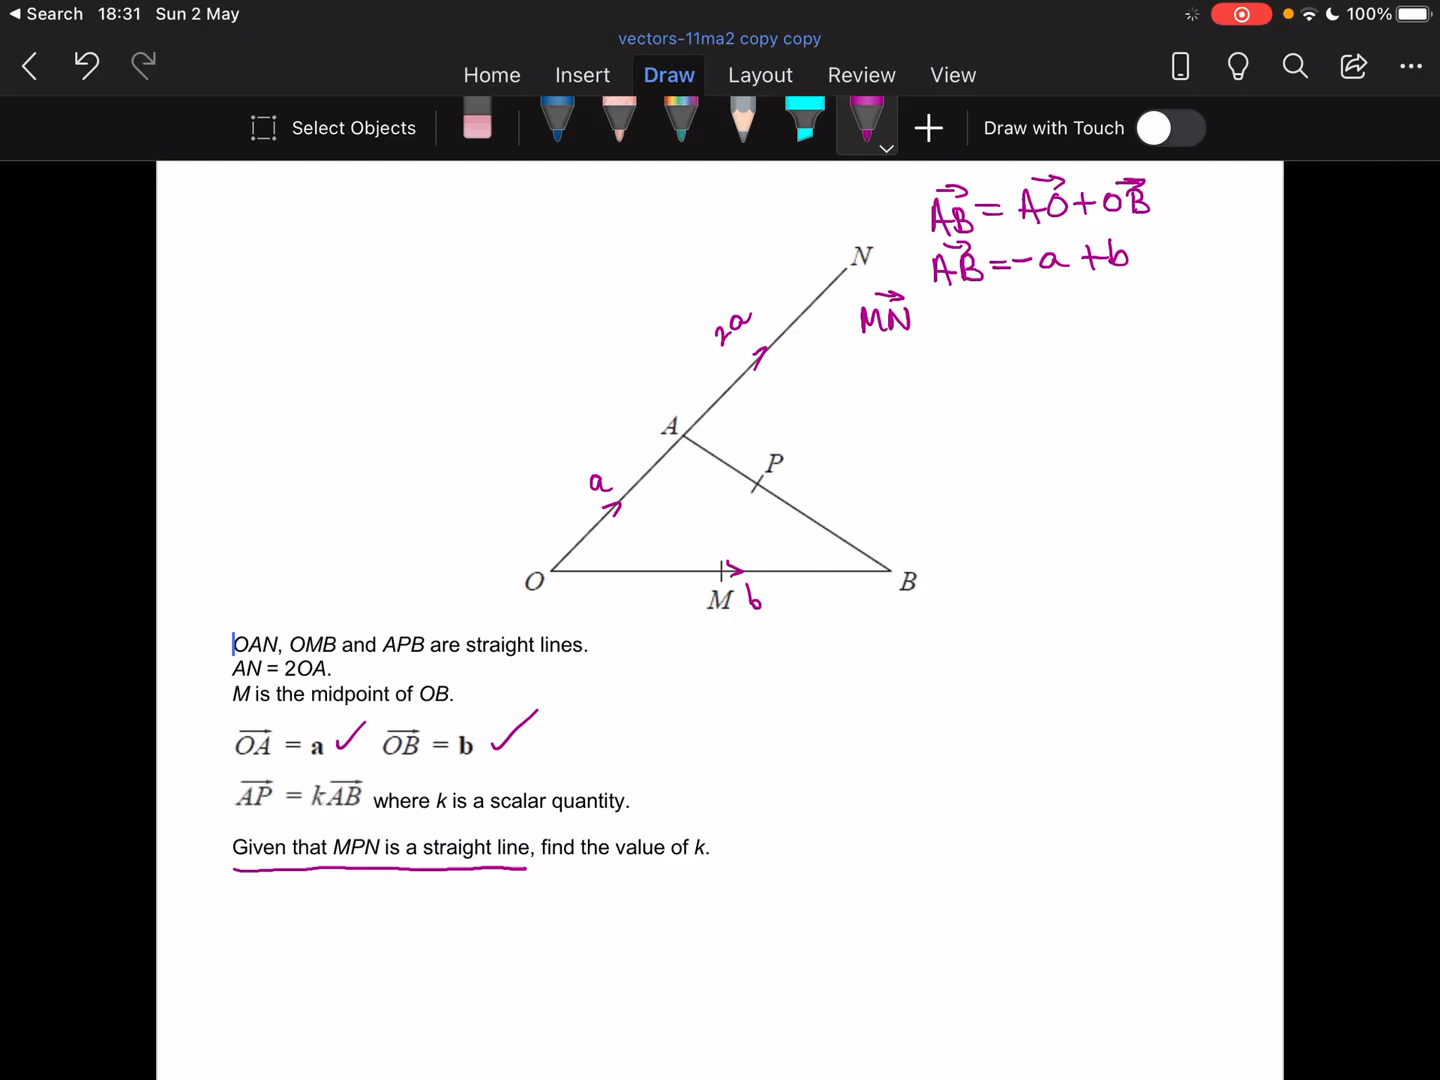 Search 18:31 Sun 2 May 100%
vectors-11ma2 copy copy
Home Insert Draw Layout Review View
Select Objects Draw with Touch
AB = AO + OB
AB = -a + b
N
MN
2a
A
P
a
O
M b
B
OAN, OMB and APB are straight lines.
AN = 2OA.
M is the midpoint of OB.
OA = a ✓ OB = b ✓
AP = kAB where k is a scalar quantity.
Given that MPN is a straight line, find the value of k.